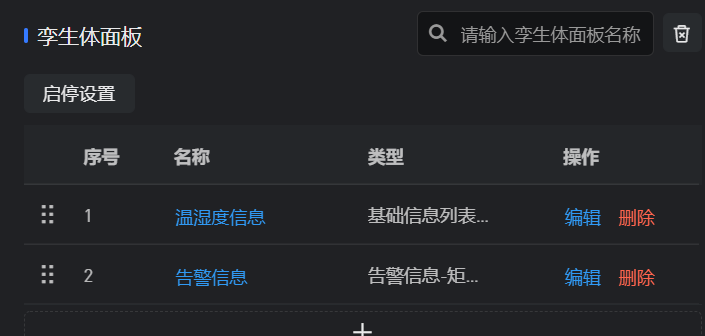 孪生体面板
请输入孪生体面板名称
启停设置
序号 名称 类型 操作
1 温湿度信息 基础信息列表... 编辑 删除
2 告警信息 告警信息-矩... 编辑 删除